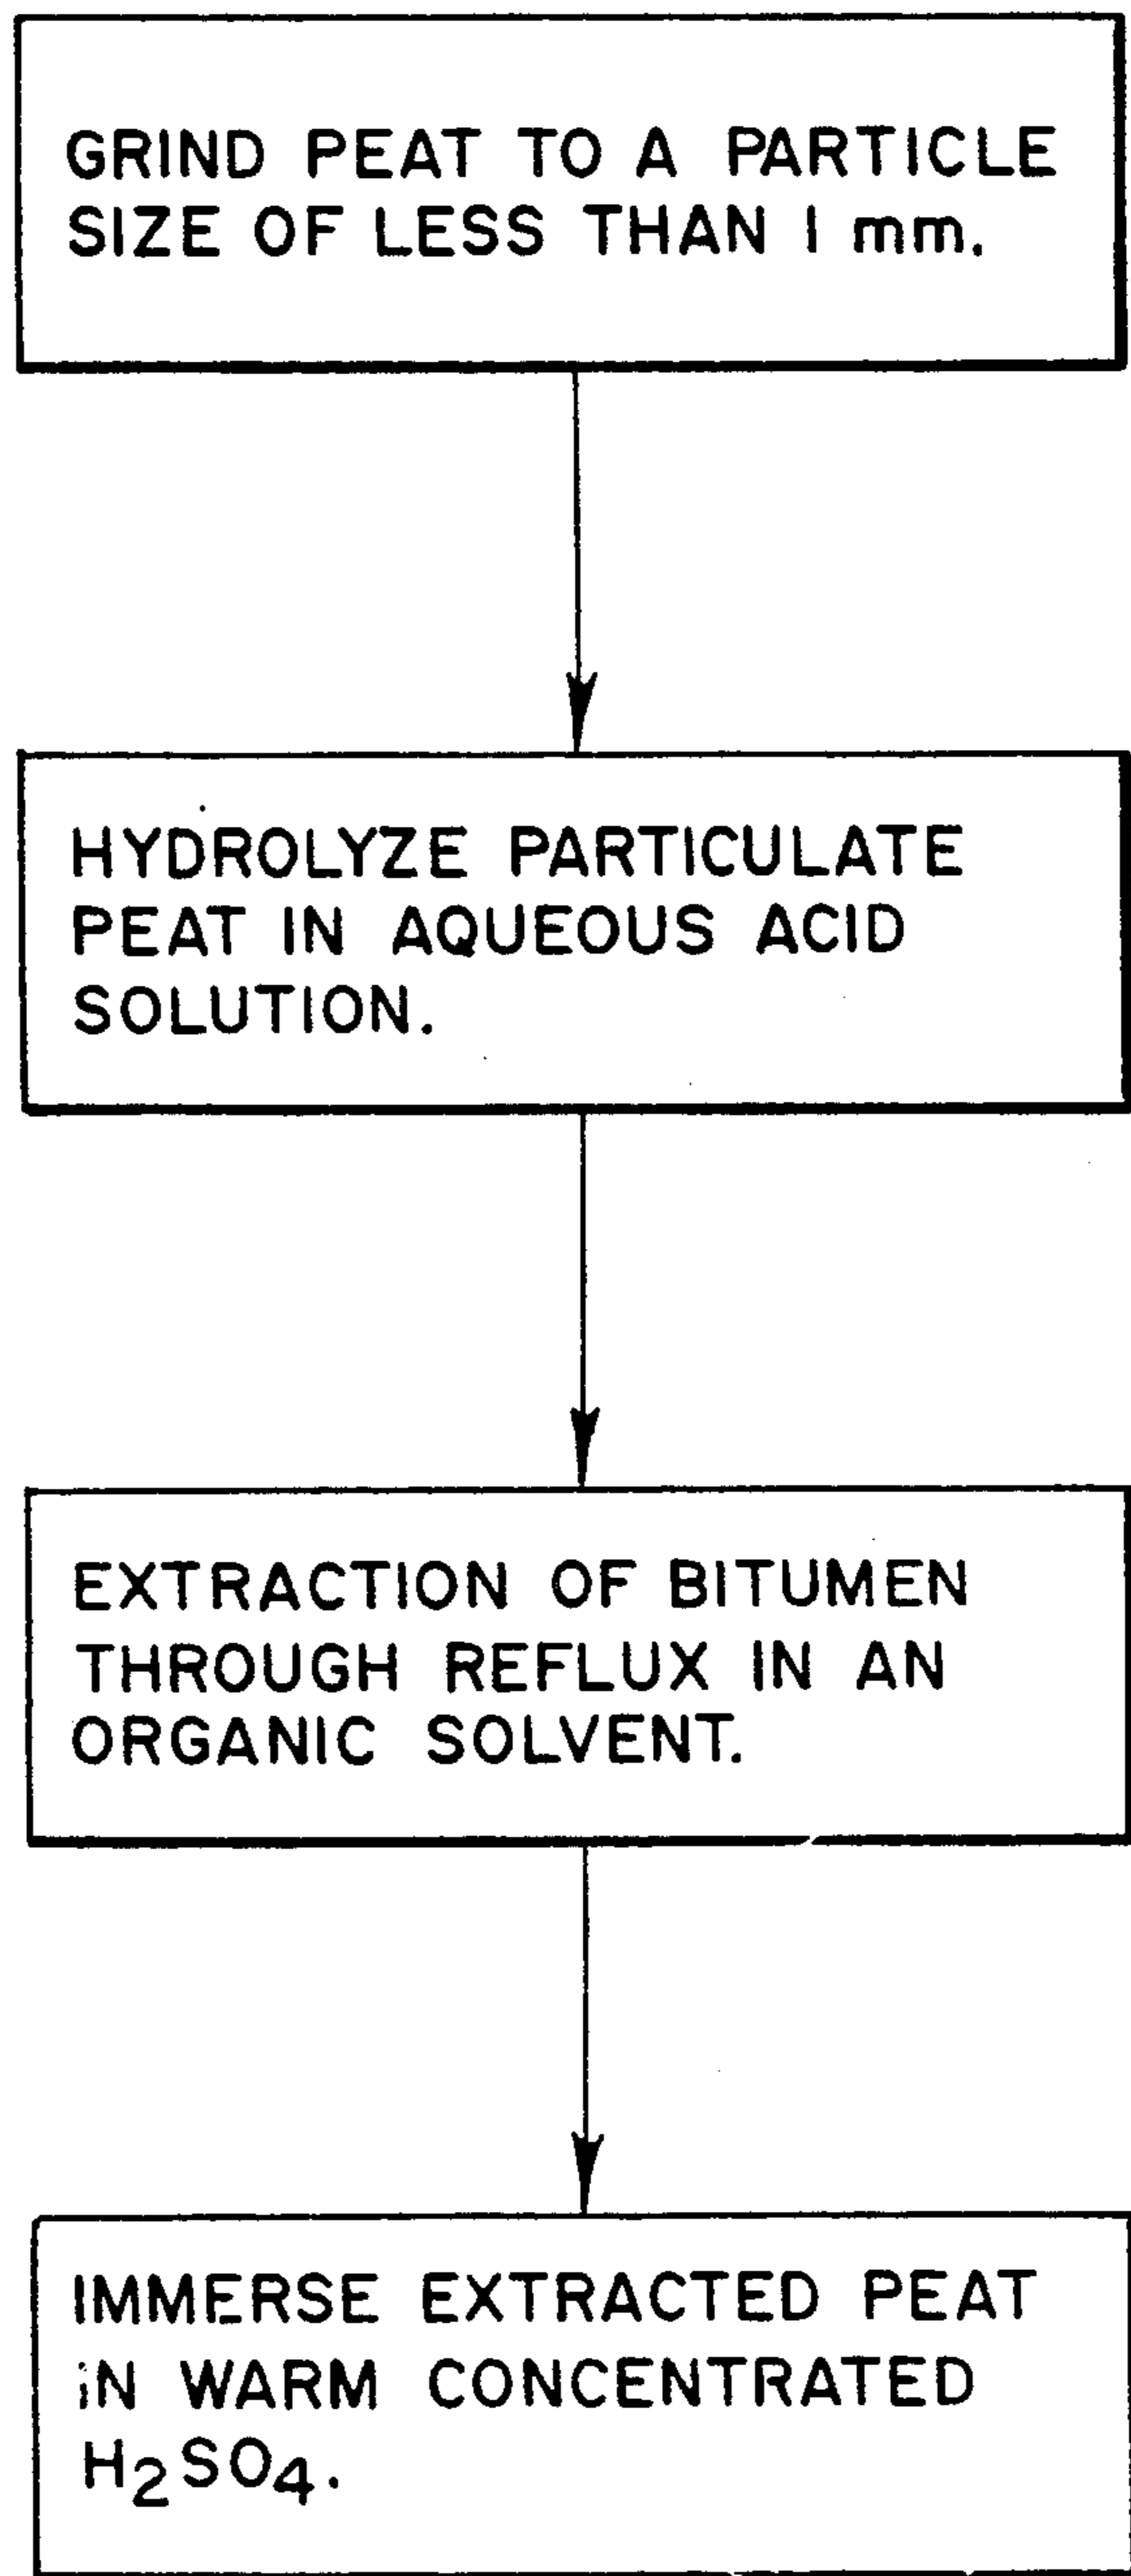 GRIND PEAT TO A PARTICLE
SIZE OF LESS THAN 1 mm.
HYDROLYZE PARTICULATE
PEAT IN AQUEOUS ACID
SOLUTION.
EXTRACTION OF BITUMEN
THROUGH REFLUX IN AN
ORGANIC SOLVENT.
IMMERSE EXTRACTED PEAT
IN WARM CONCENTRATED
H₂SO₄.